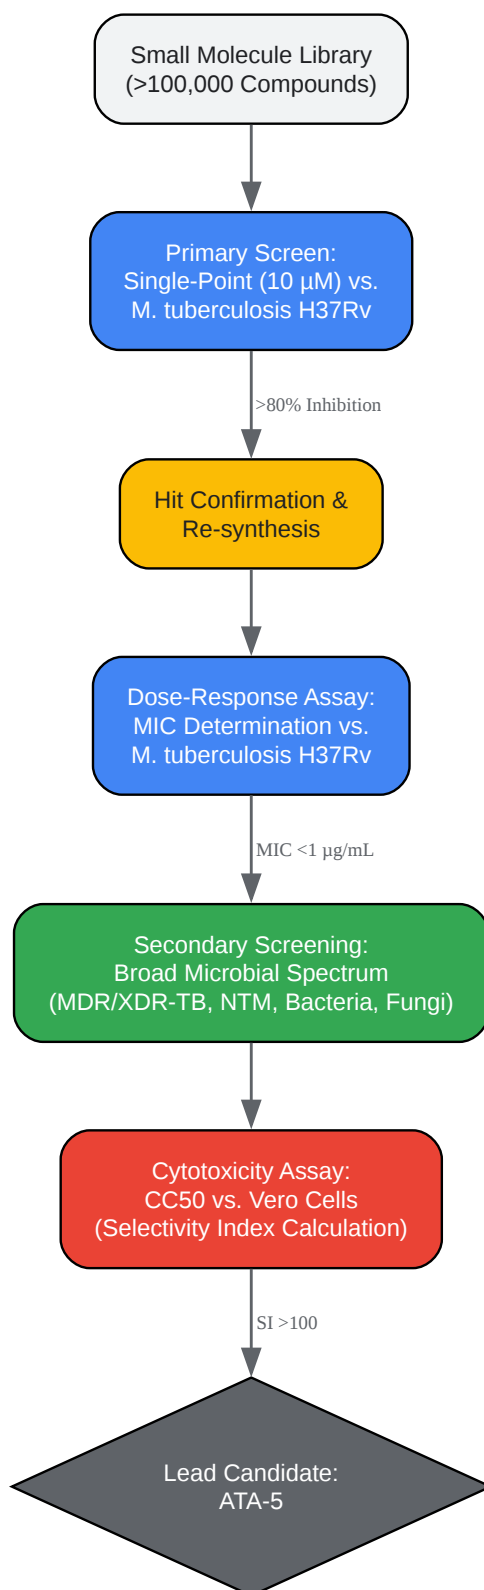 Small Molecule Library
(>100,000 Compounds)
Primary Screen:
Single-Point (10 µM) vs.
M. tuberculosis H37Rv
>80% Inhibition
Hit Confirmation &
Re-synthesis
Dose-Response Assay:
MIC Determination vs.
M. tuberculosis H37Rv
MIC <1 µg/mL
Secondary Screening:
Broad Microbial Spectrum
(MDR/XDR-TB, NTM, Bacteria, Fungi)
Cytotoxicity Assay:
CC50 vs. Vero Cells
(Selectivity Index Calculation)
SI >100
Lead Candidate:
ATA-5